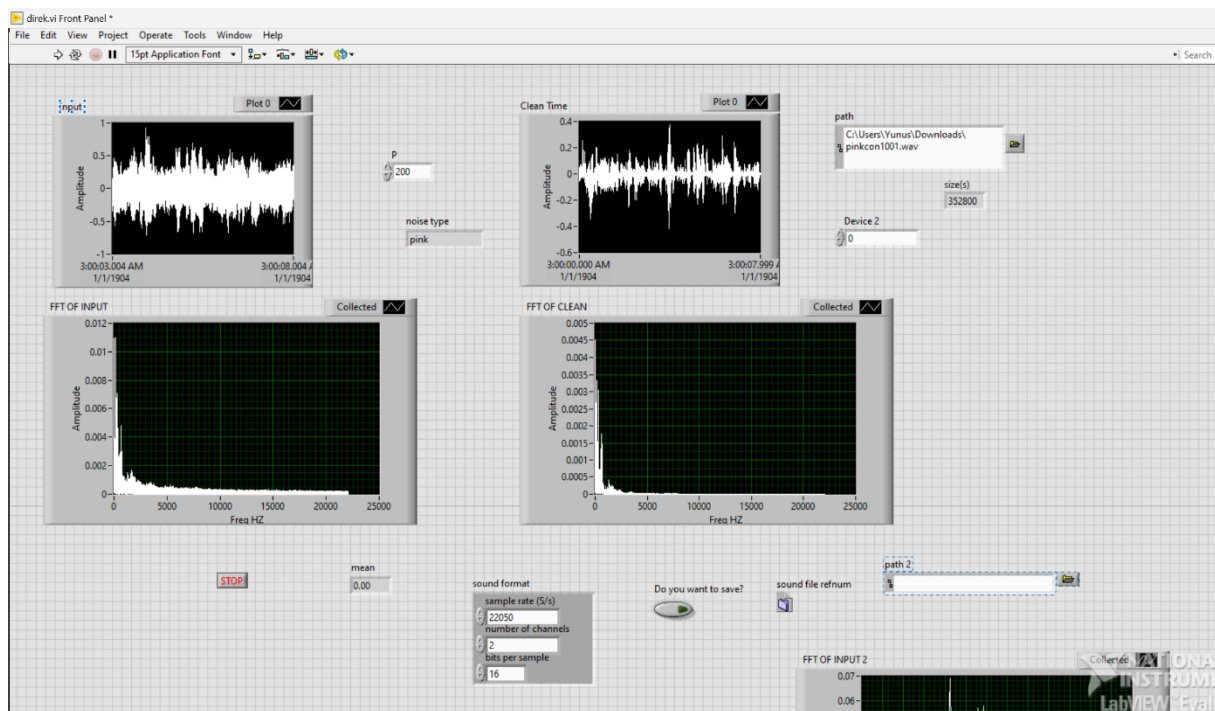 direk.vi Front Panel *
File Edit View Project Operate Tools Window Help
15pt Application Font
Search
input
Plot 0
1
0.5
0
-0.5
-1
Amplitude
3:00:03.004 AM
1/1/1904
3:00:08.004
1/1/1904
p
200
noise type
pink
Clean Time
Plot 0
0.4
0.2
0
-0.2
-0.4
-0.6
Amplitude
3:00:00.000 AM
1/1/1904
3:00:07.999
1/1/1904
path
C:\Users\Yunus\Downloads\
pinkcon1001.wav
size(s)
352800
Device 2
0
FFT OF INPUT
Collected
0.012
0.01
0.008
0.006
0.004
0.002
0
Amplitude
0 5000 10000 15000 20000 25000
Freq HZ
FFT OF CLEAN
Collected
0.005
0.0045
0.004
0.0035
0.003
0.0025
0.002
0.0015
0.001
0.0005
0
Amplitude
0 5000 10000 15000 20000 25000
Freq HZ
STOP
mean
0.00
sound format
sample rate (S/s)
22050
number of channels
2
bits per sample
16
Do you want to save?
sound file refnum
path 2
FFT OF INPUT 2
Collected
0.07
0.06